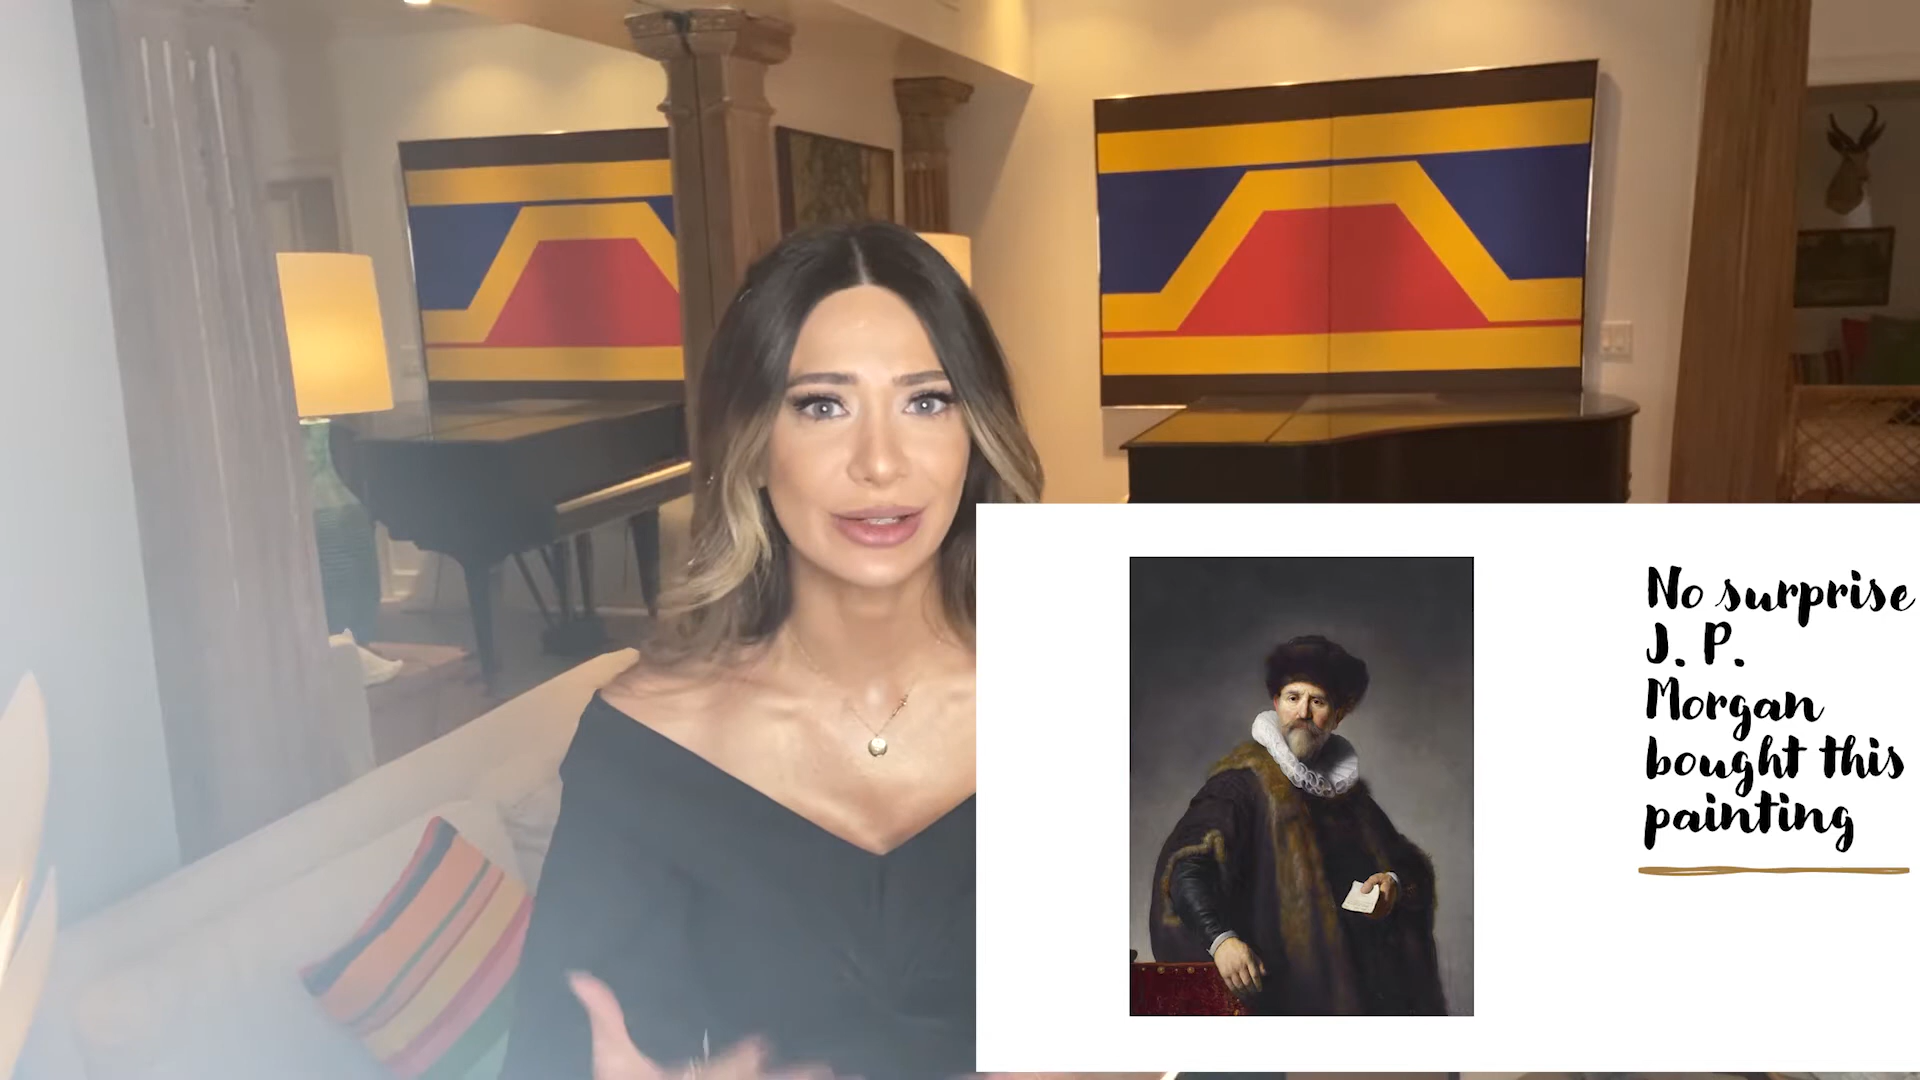 No surprise
J. P.
Morgan
bought this
painting